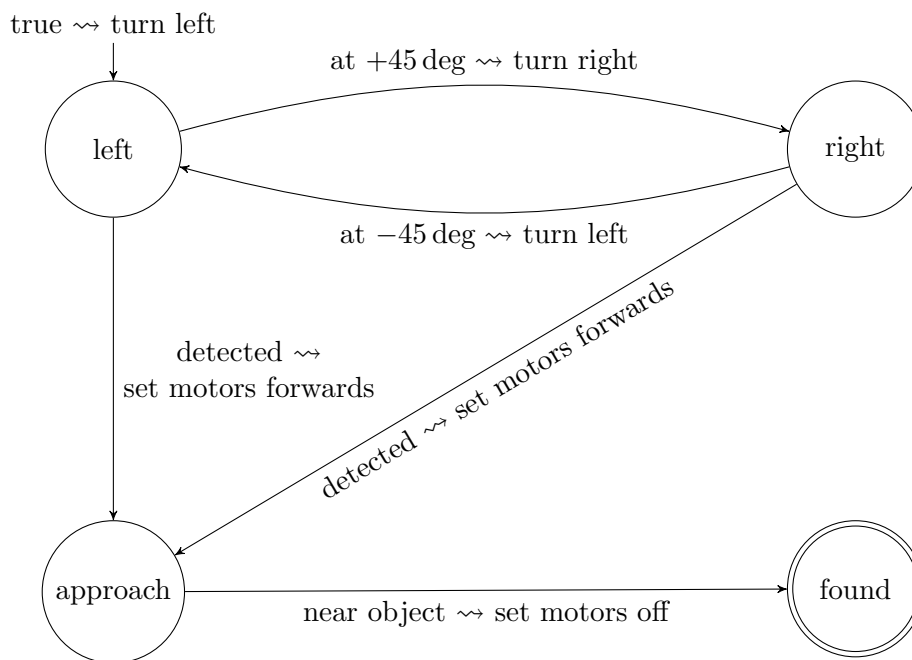 true ⇝ turn left
at +45 deg ⇝ turn right
left
right
at −45 deg ⇝ turn left
detected ⇝
set motors forwards
detected ⇝ set motors forwards
approach
near object ⇝ set motors off
found